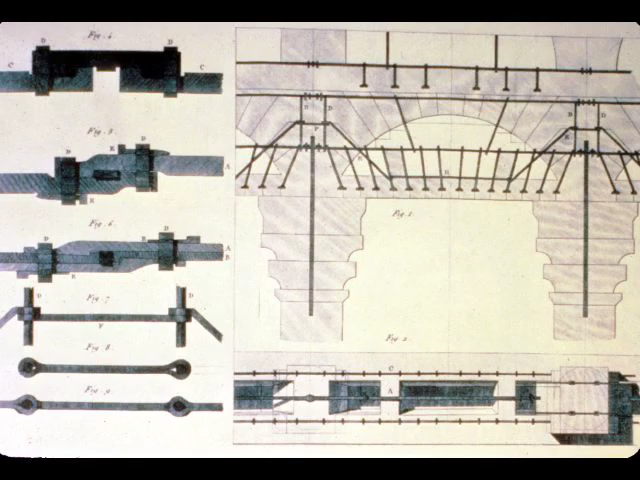 Fig. 4.
D D
C C
Fig. 5.
D
D R
A
R
Fig. 6.
D
D R
A
B
R
Fig. 7
D D
F
Fig. 8.
Fig. 9.
B D B D
F E
E
R
Fig. 1.
Fig. 2.
C
A